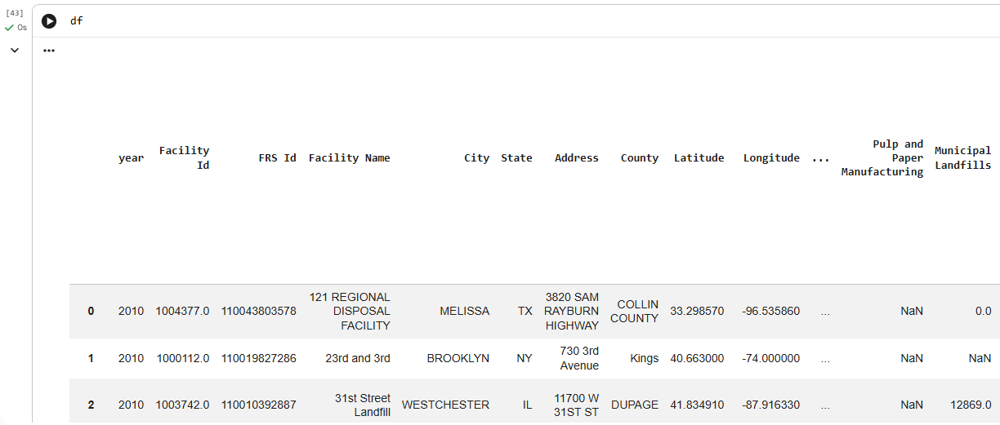 [43]
0s
df
year Facility Id FRS Id Facility Name City State Address County Latitude Longitude ... Pulp and Paper Manufacturing Municipal Landfills
0 2010 1004377.0 110043803578 121 REGIONAL DISPOSAL FACILITY MELISSA TX 3820 SAM RAYBURN HIGHWAY COLLIN COUNTY 33.298570 -96.535860 ... NaN 0.0
1 2010 1000112.0 110019827286 23rd and 3rd BROOKLYN NY 730 3rd Avenue Kings 40.663000 -74.000000 ... NaN NaN
2 2010 1003742.0 110010392887 31st Street Landfill WESTCHESTER IL 11700 W 31ST ST DUPAGE 41.834910 -87.916330 ... NaN 12869.0